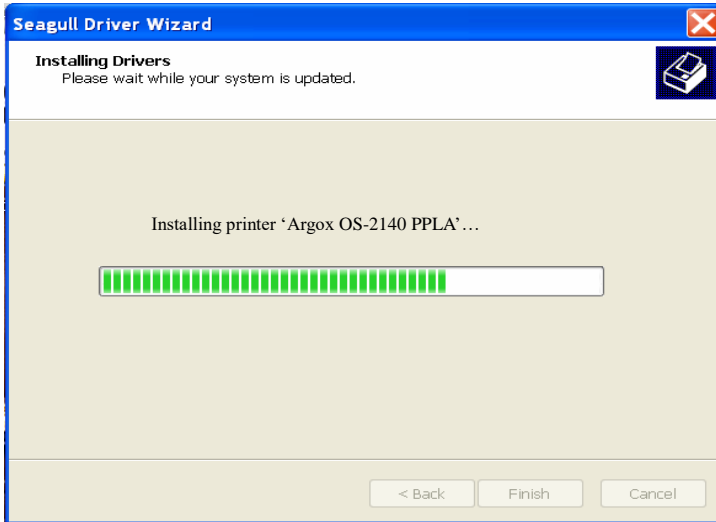 Seagull Driver Wizard
Installing Drivers
Please wait while your system is updated.
Installing printer ‘Argox OS-2140 PPLA’…
< Back
Finish
Cancel